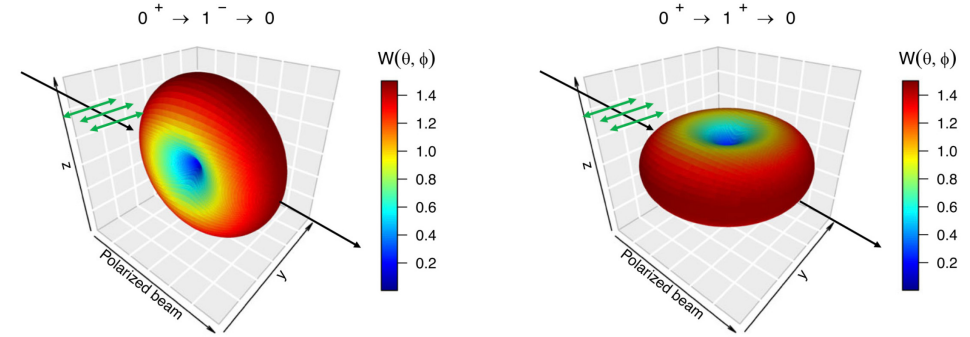 0 + → 1 − → 0
W(θ, ϕ)
1.4
1.2
1.0
0.8
0.6
0.4
0.2
z
Polarized beam
y
0 + → 1 + → 0
W(θ, ϕ)
1.4
1.2
1.0
0.8
0.6
0.4
0.2
z
Polarized beam
y